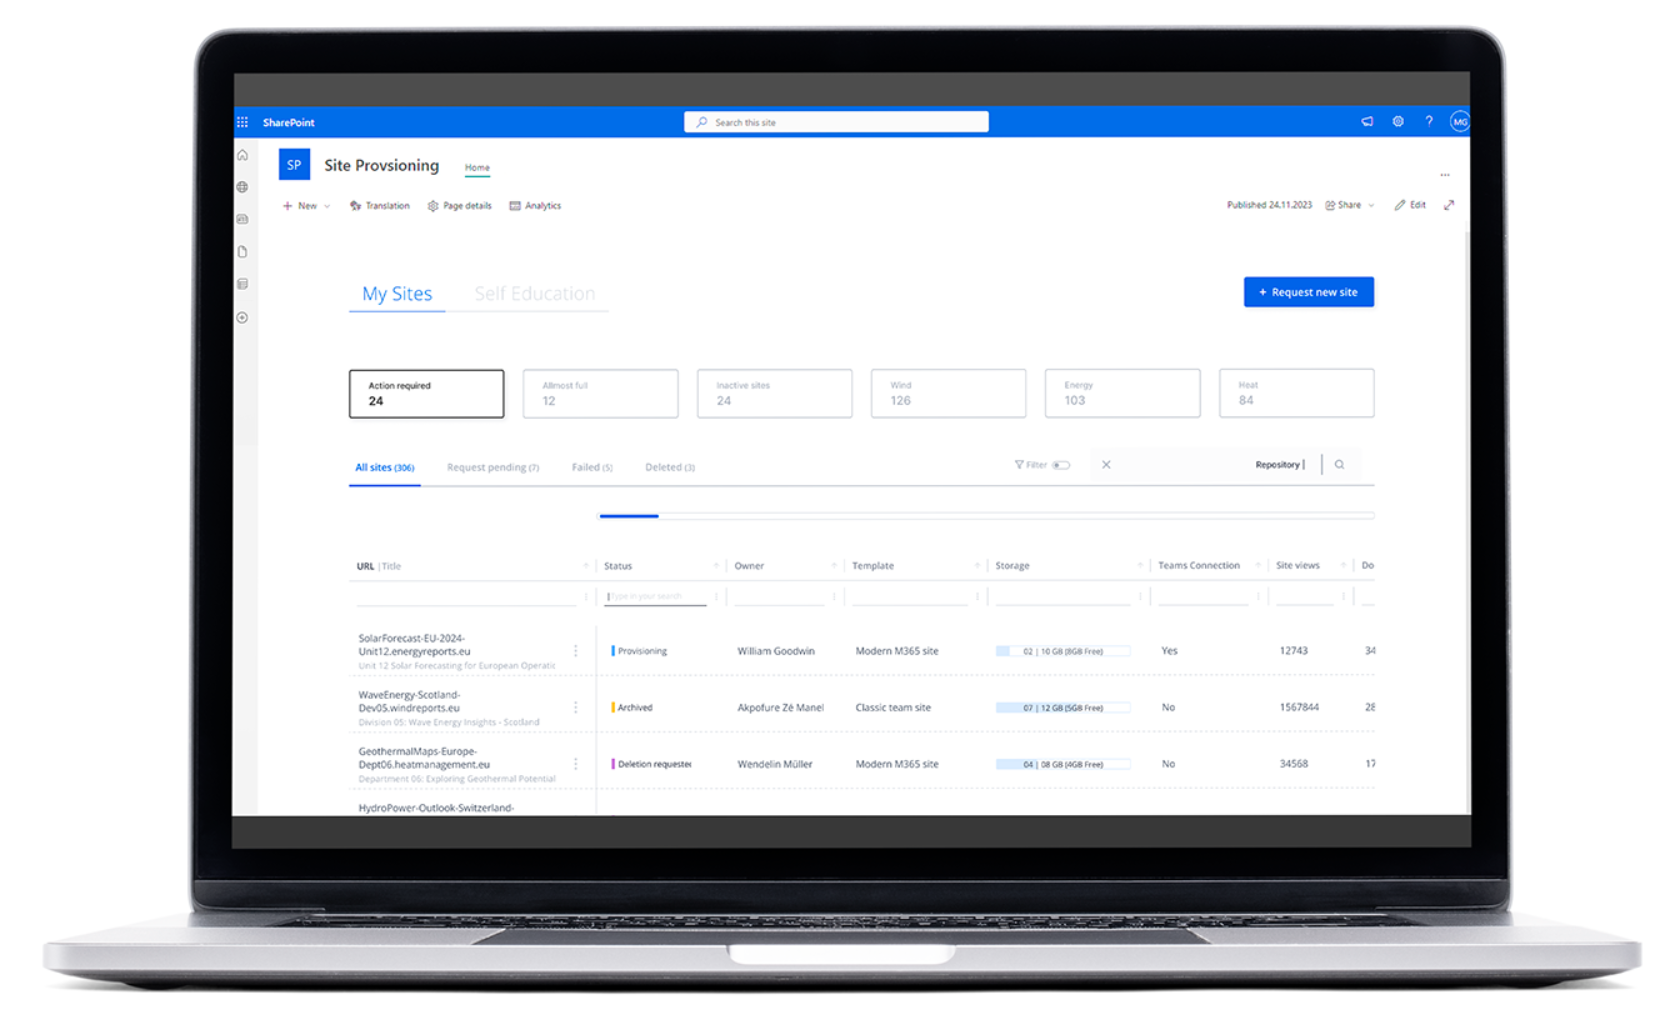 SharePoint
Search this site
MG
SP
Site Provsioning
Home
...
New
Translation
Page details
Analytics
Published 24.11.2023
Share
Edit
My Sites
Self Education
+ Request new site
Action required
24
Allmost full
12
Inactive sites
24
Wind
126
Energy
103
Heat
84
All sites (306)
Request pending (7)
Failed (5)
Deleted (3)
Filter
Repository
URL | Title
Status
Owner
Template
Storage
Teams Connection
Site views
Do
Type in your search
SolarForecast-EU-2024-
Unit12.energyreports.eu
Unit 12 Solar Forecasting for European Operatic
Provisioning
William Goodwin
Modern M365 site
02 | 10 GB (8GB Free)
Yes
12743
34
WaveEnergy-Scotland-
Dev05.windreports.eu
Division 05: Wave Energy Insights - Scotland
Archived
Akpofure Zé Manel
Classic team site
07 | 12 GB (5GB Free)
No
1567844
28
GeothermalMaps-Europe-
Dept06.heatmanagement.eu
Department 06: Exploring Geothermal Potential
Deletion requestec
Wendelin Müller
Modern M365 site
04 | 08 GB (4GB Free)
No
34568
17
HydroPower-Outlook-Switzerland-